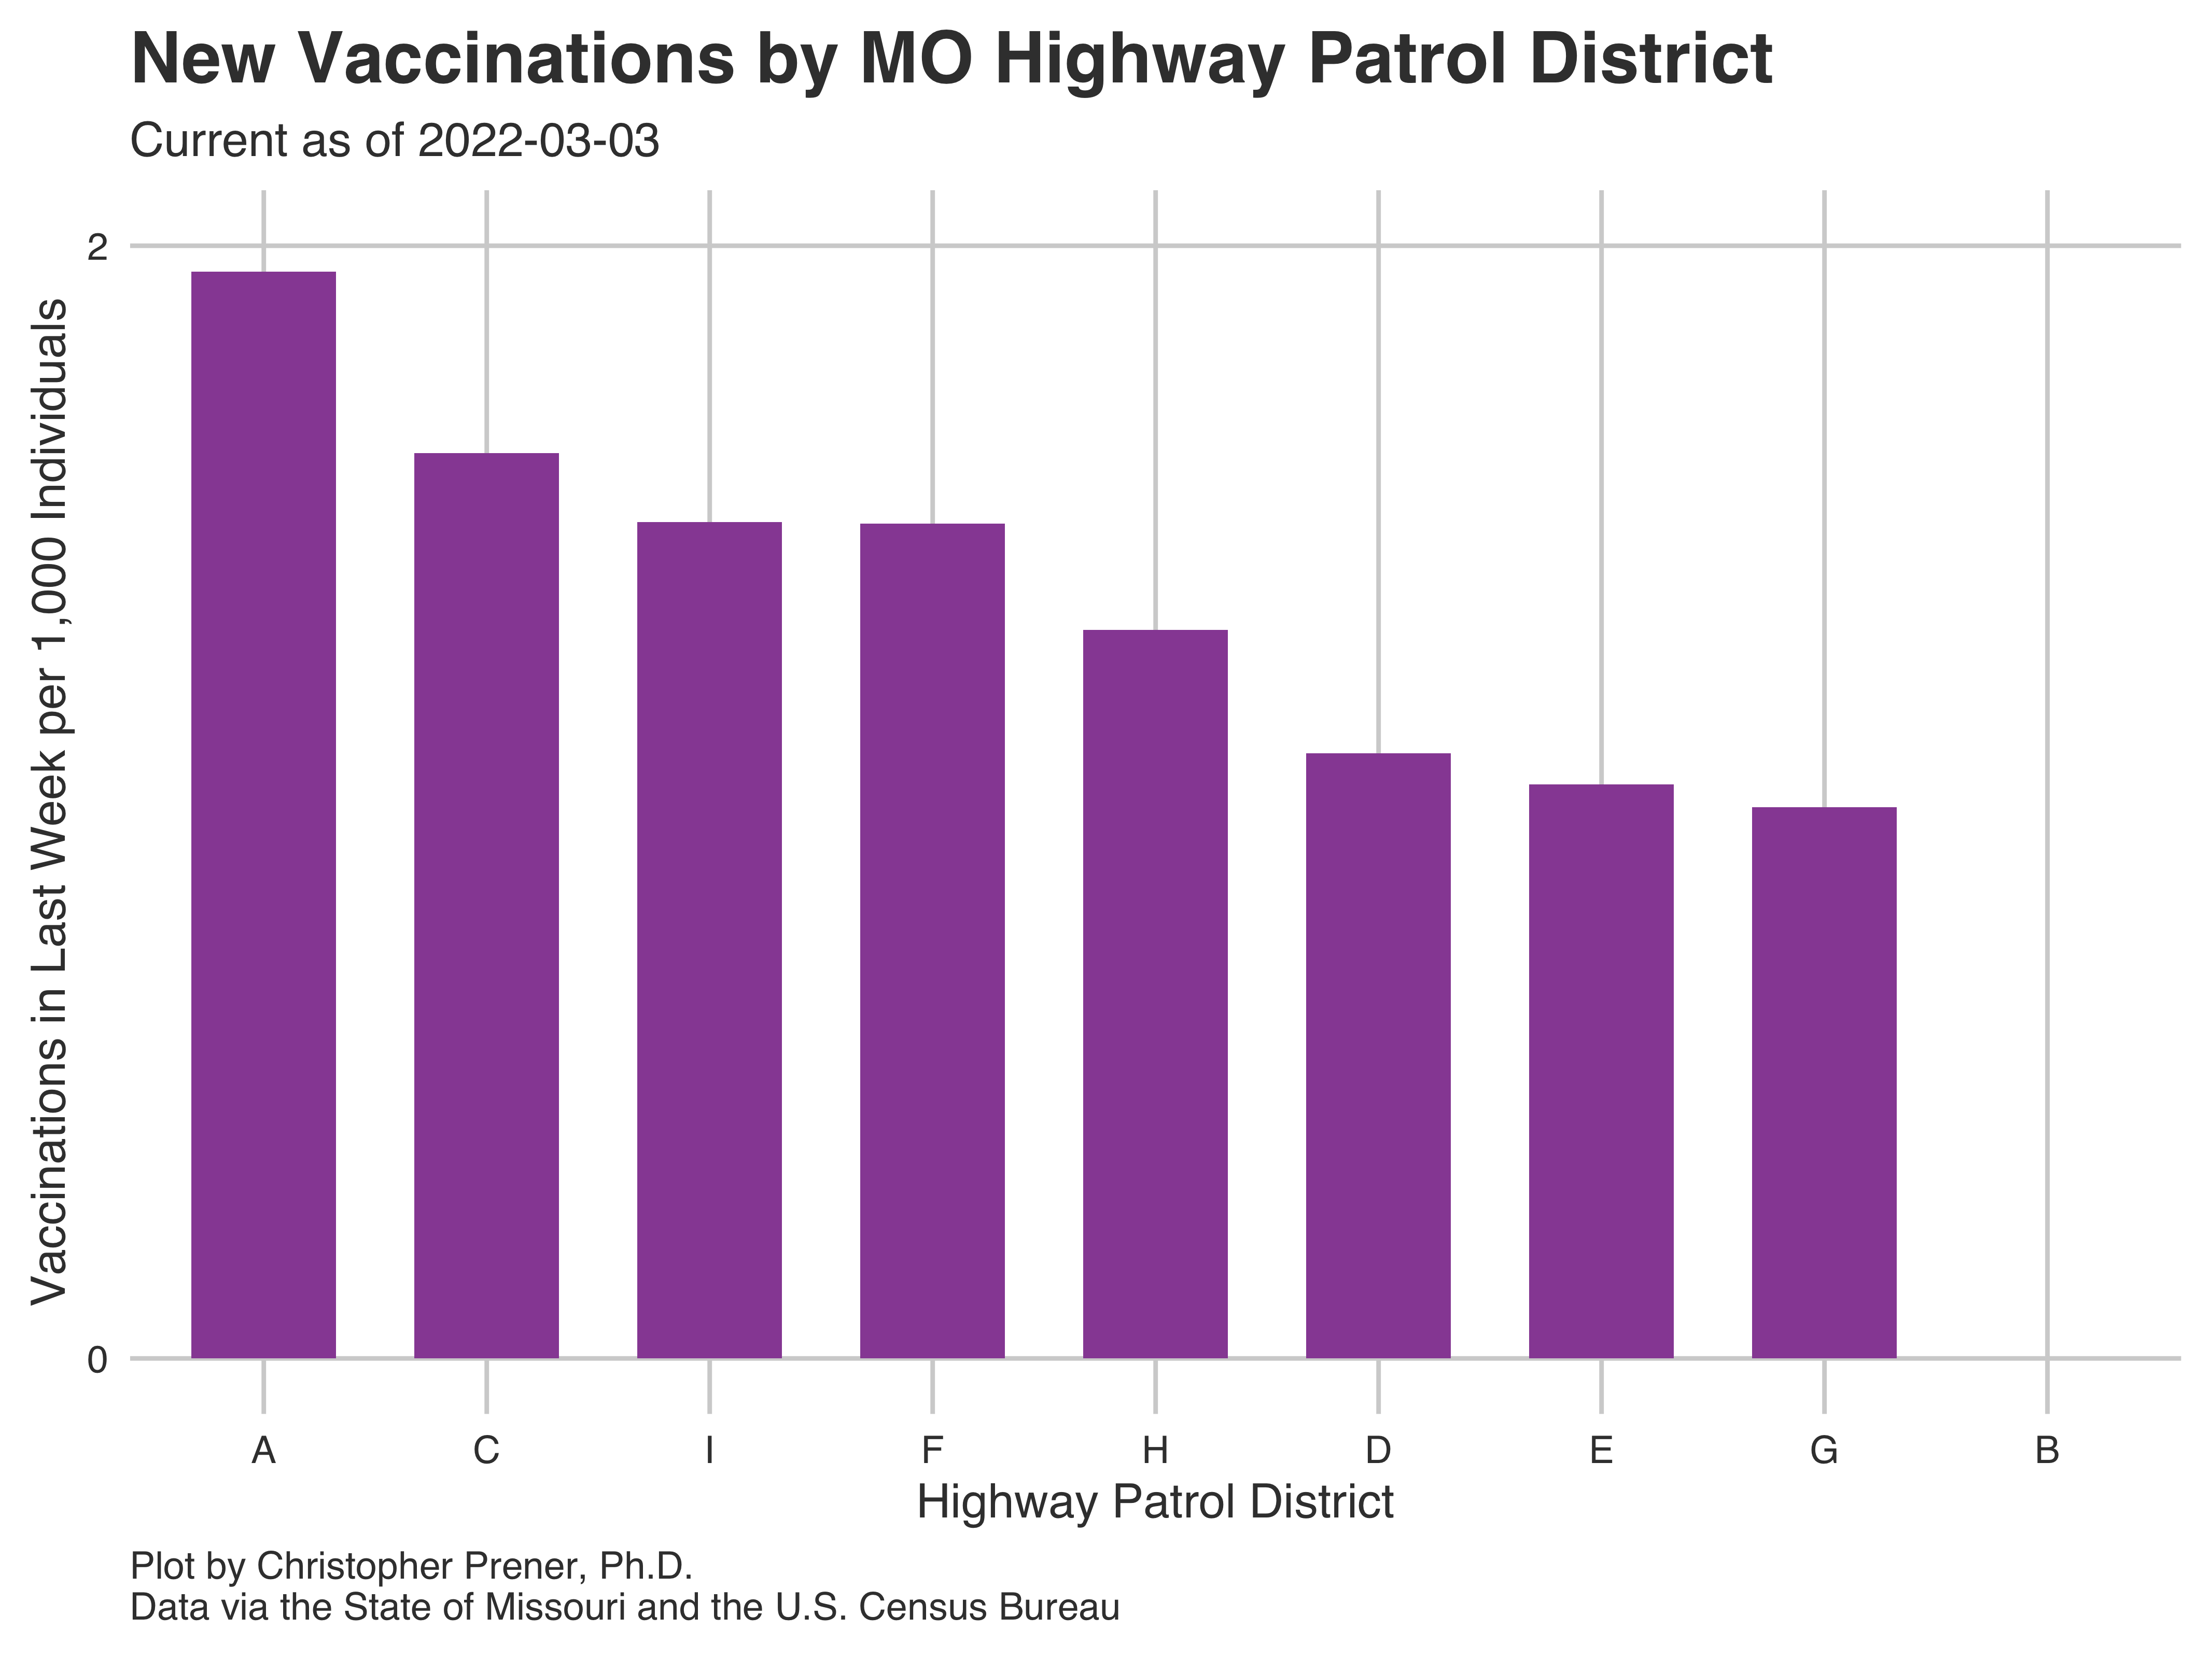 New Vaccinations by MO Highway Patrol District
Current as of 2022-03-03
Vaccinations in Last Week per 1,000 Individuals
2
0
A C I F H D E G B
Highway Patrol District
Plot by Christopher Prener, Ph.D.
Data via the State of Missouri and the U.S. Census Bureau